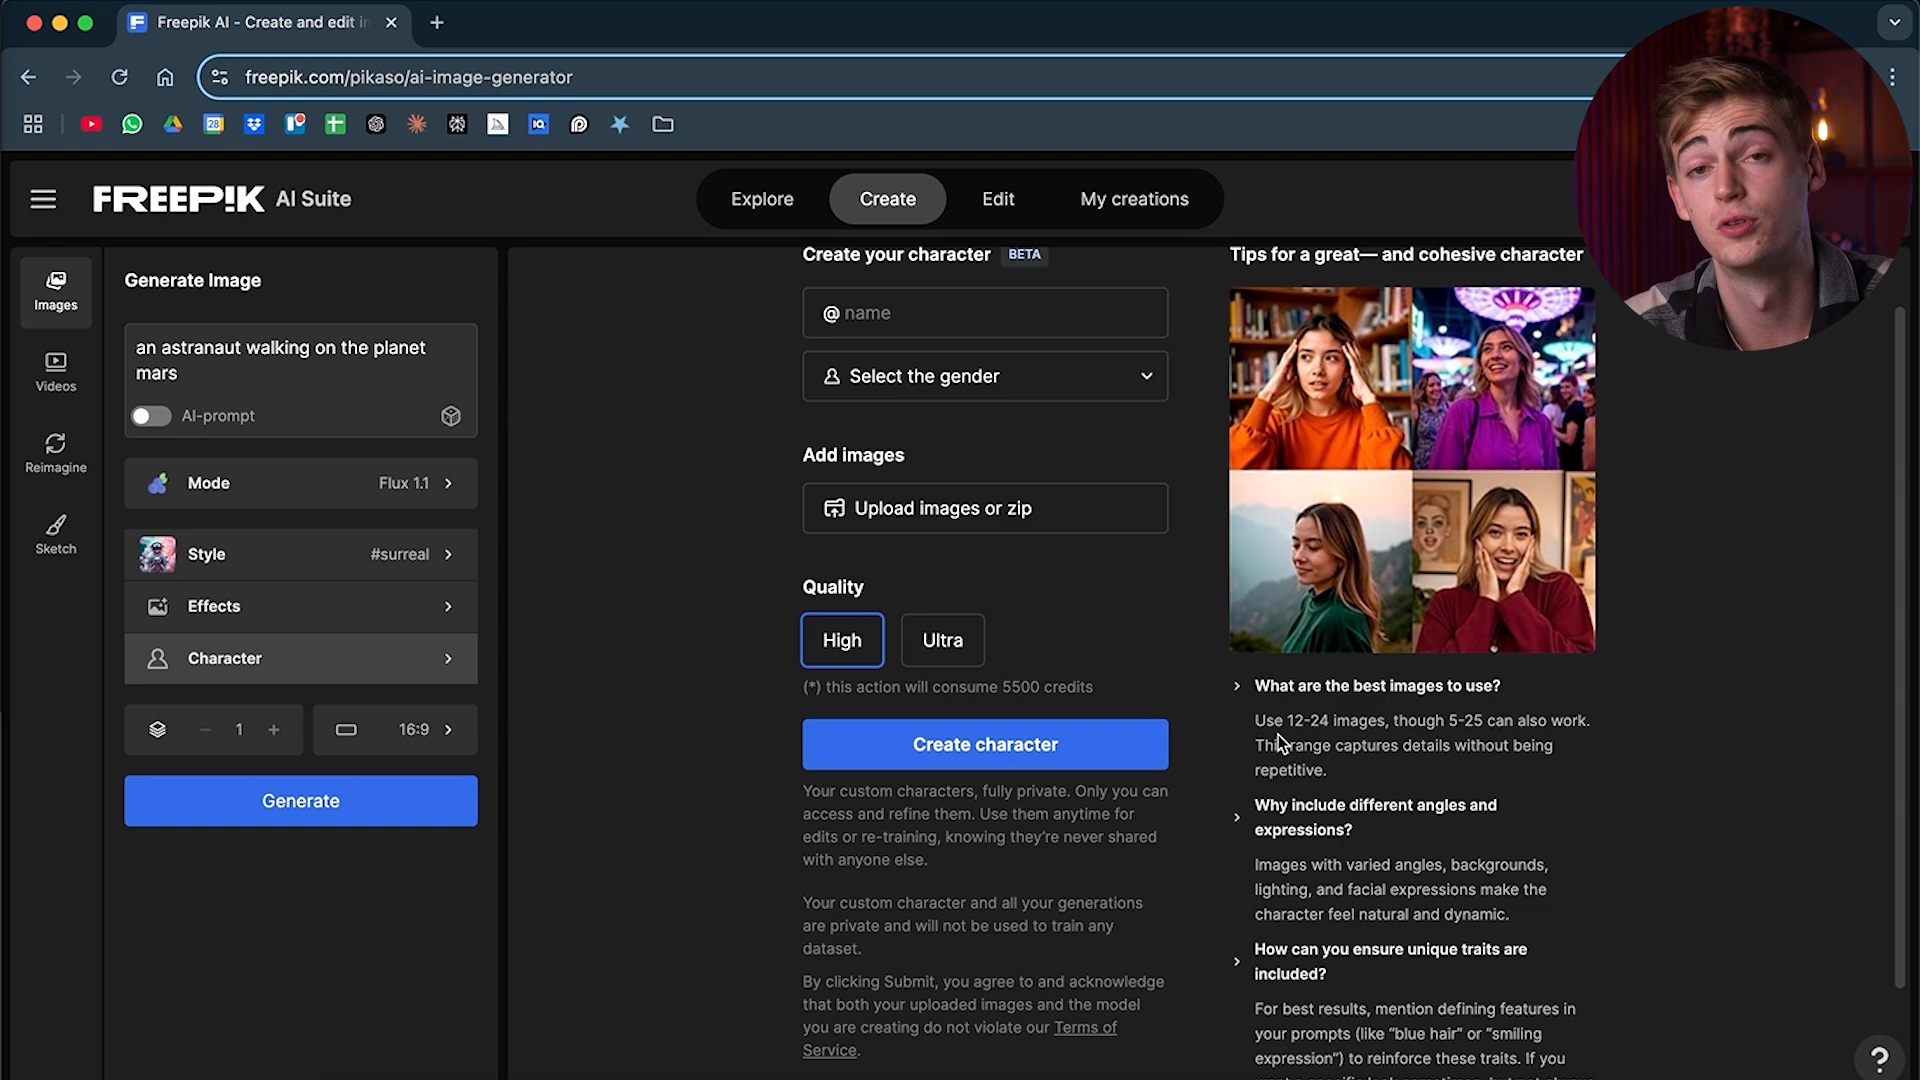 Freepik AI - Create and edit i
freepik.com/pikaso/ai-image-generator
28
IQ
FREEP!K AI Suite
Explore
Create
Edit
My creations
Images
Videos
Reimagine
Sketch
Generate Image
an astranaut walking on the planet
mars
AI-prompt
Mode
Flux 1.1
Style
#surreal
Effects
Character
1
16:9
Generate
Create your character BETA
@ name
Select the gender
Add images
Upload images or zip
Quality
High
Ultra
(*) this action will consume 5500 credits
Create character
Your custom characters, fully private. Only you can
access and refine them. Use them anytime for
edits or re-training, knowing they're never shared
with anyone else.
Your custom character and all your generations
are private and will not be used to train any
dataset.
By clicking Submit, you agree to and acknowledge
that both your uploaded images and the model
you are creating do not violate our Terms of
Service.
Tips for a great— and cohesive character
What are the best images to use?
Use 12-24 images, though 5-25 can also work.
This range captures details without being
repetitive.
Why include different angles and
expressions?
Images with varied angles, backgrounds,
lighting, and facial expressions make the
character feel natural and dynamic.
How can you ensure unique traits are
included?
For best results, mention defining features in
your prompts (like "blue hair" or "smiling
expression") to reinforce these traits. If you
?